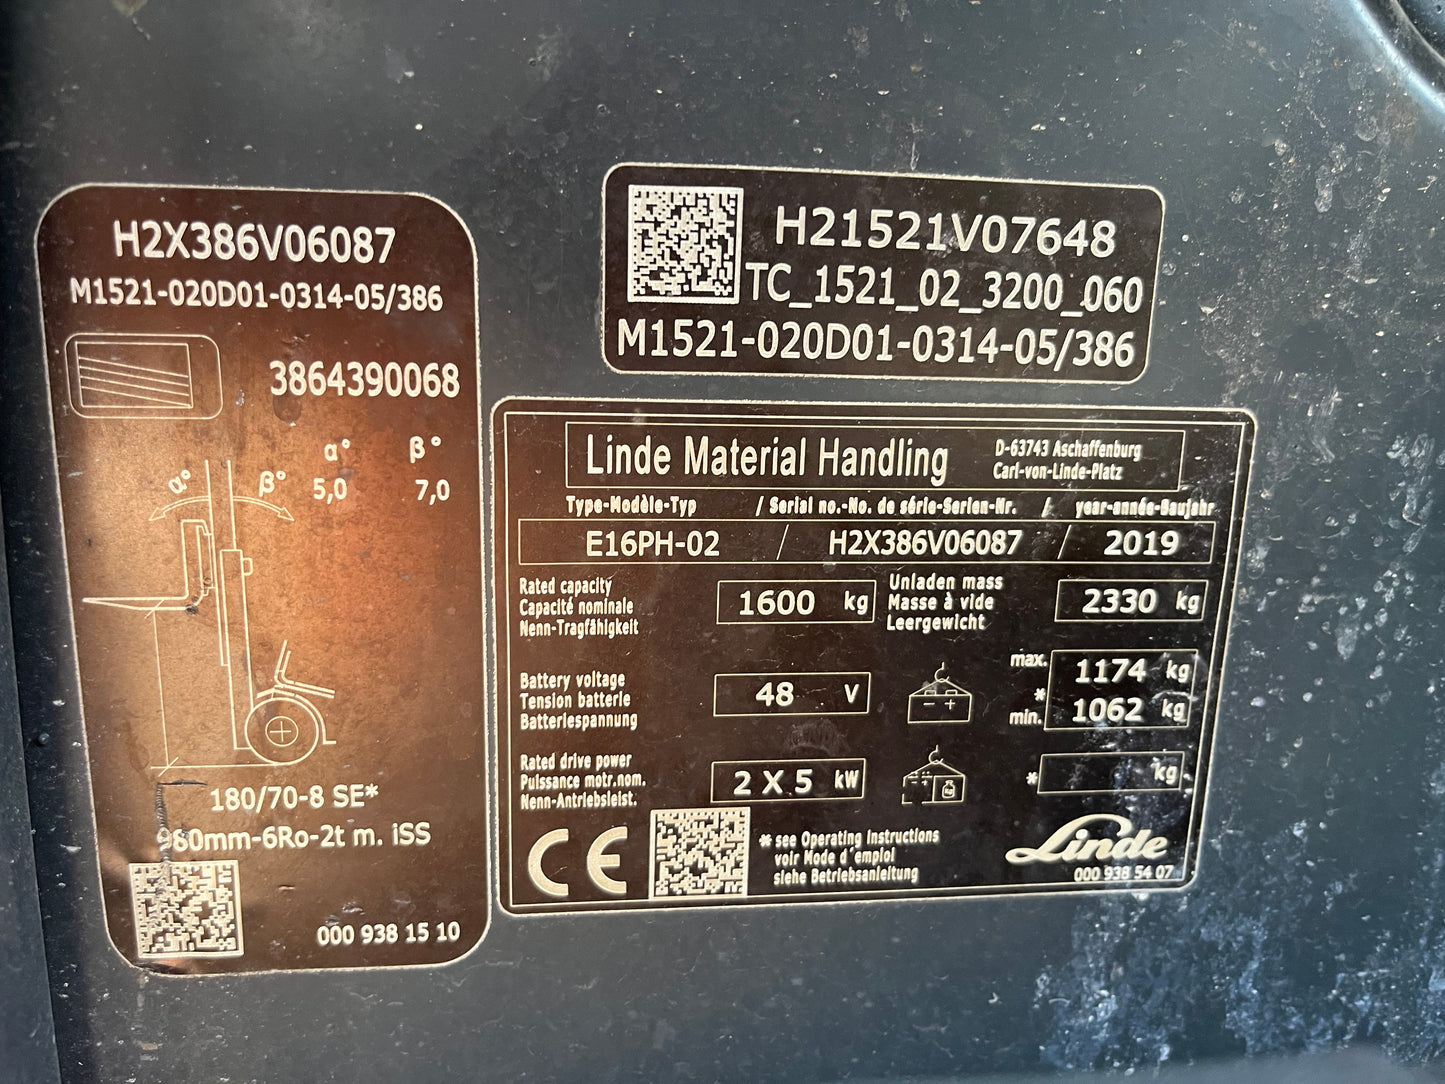 H2X386V06087
M1521-020D01-0314-05/386
3864390068
α° β°
α° β° 5,0 7,0
180/70-8 SE*
980mm-6Ro-2t m. iSS
000 938 15 10
H21521V07648
TC_1521_02_3200_060
M1521-020D01-0314-05/386
Linde Material Handling
D-63743 Aschaffenburg
Carl-von-Linde-Platz
Type-Modèle-Typ / Serial no.-No. de série-Serien-Nr. / year-année-Baujahr
E16PH-02 / H2X386V06087 / 2019
Rated capacity
Capacité nominale
Nenn-Tragfähigkeit
1600 kg
Unladen mass
Masse à vide
Leergewicht
2330 kg
Battery voltage
Tension batterie
Batteriespannung
48 V
max. 1174 kg
*
min. 1062 kg
Rated drive power
Puissance motr.nom.
Nenn-Antriebsleist.
2 X 5 kW
* kg
CE
* see Operating Instructions
voir Mode d'emploi
siehe Betriebsanleitung
Linde
000 938 54 07